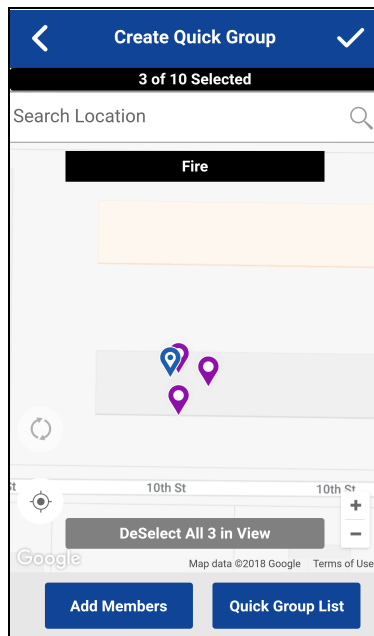 Create Quick Group
3 of 10 Selected
Search Location
Fire
st 10th St 10th St
DeSelect All 3 in View
Google Map data ©2018 Google Terms of Use
Add Members Quick Group List